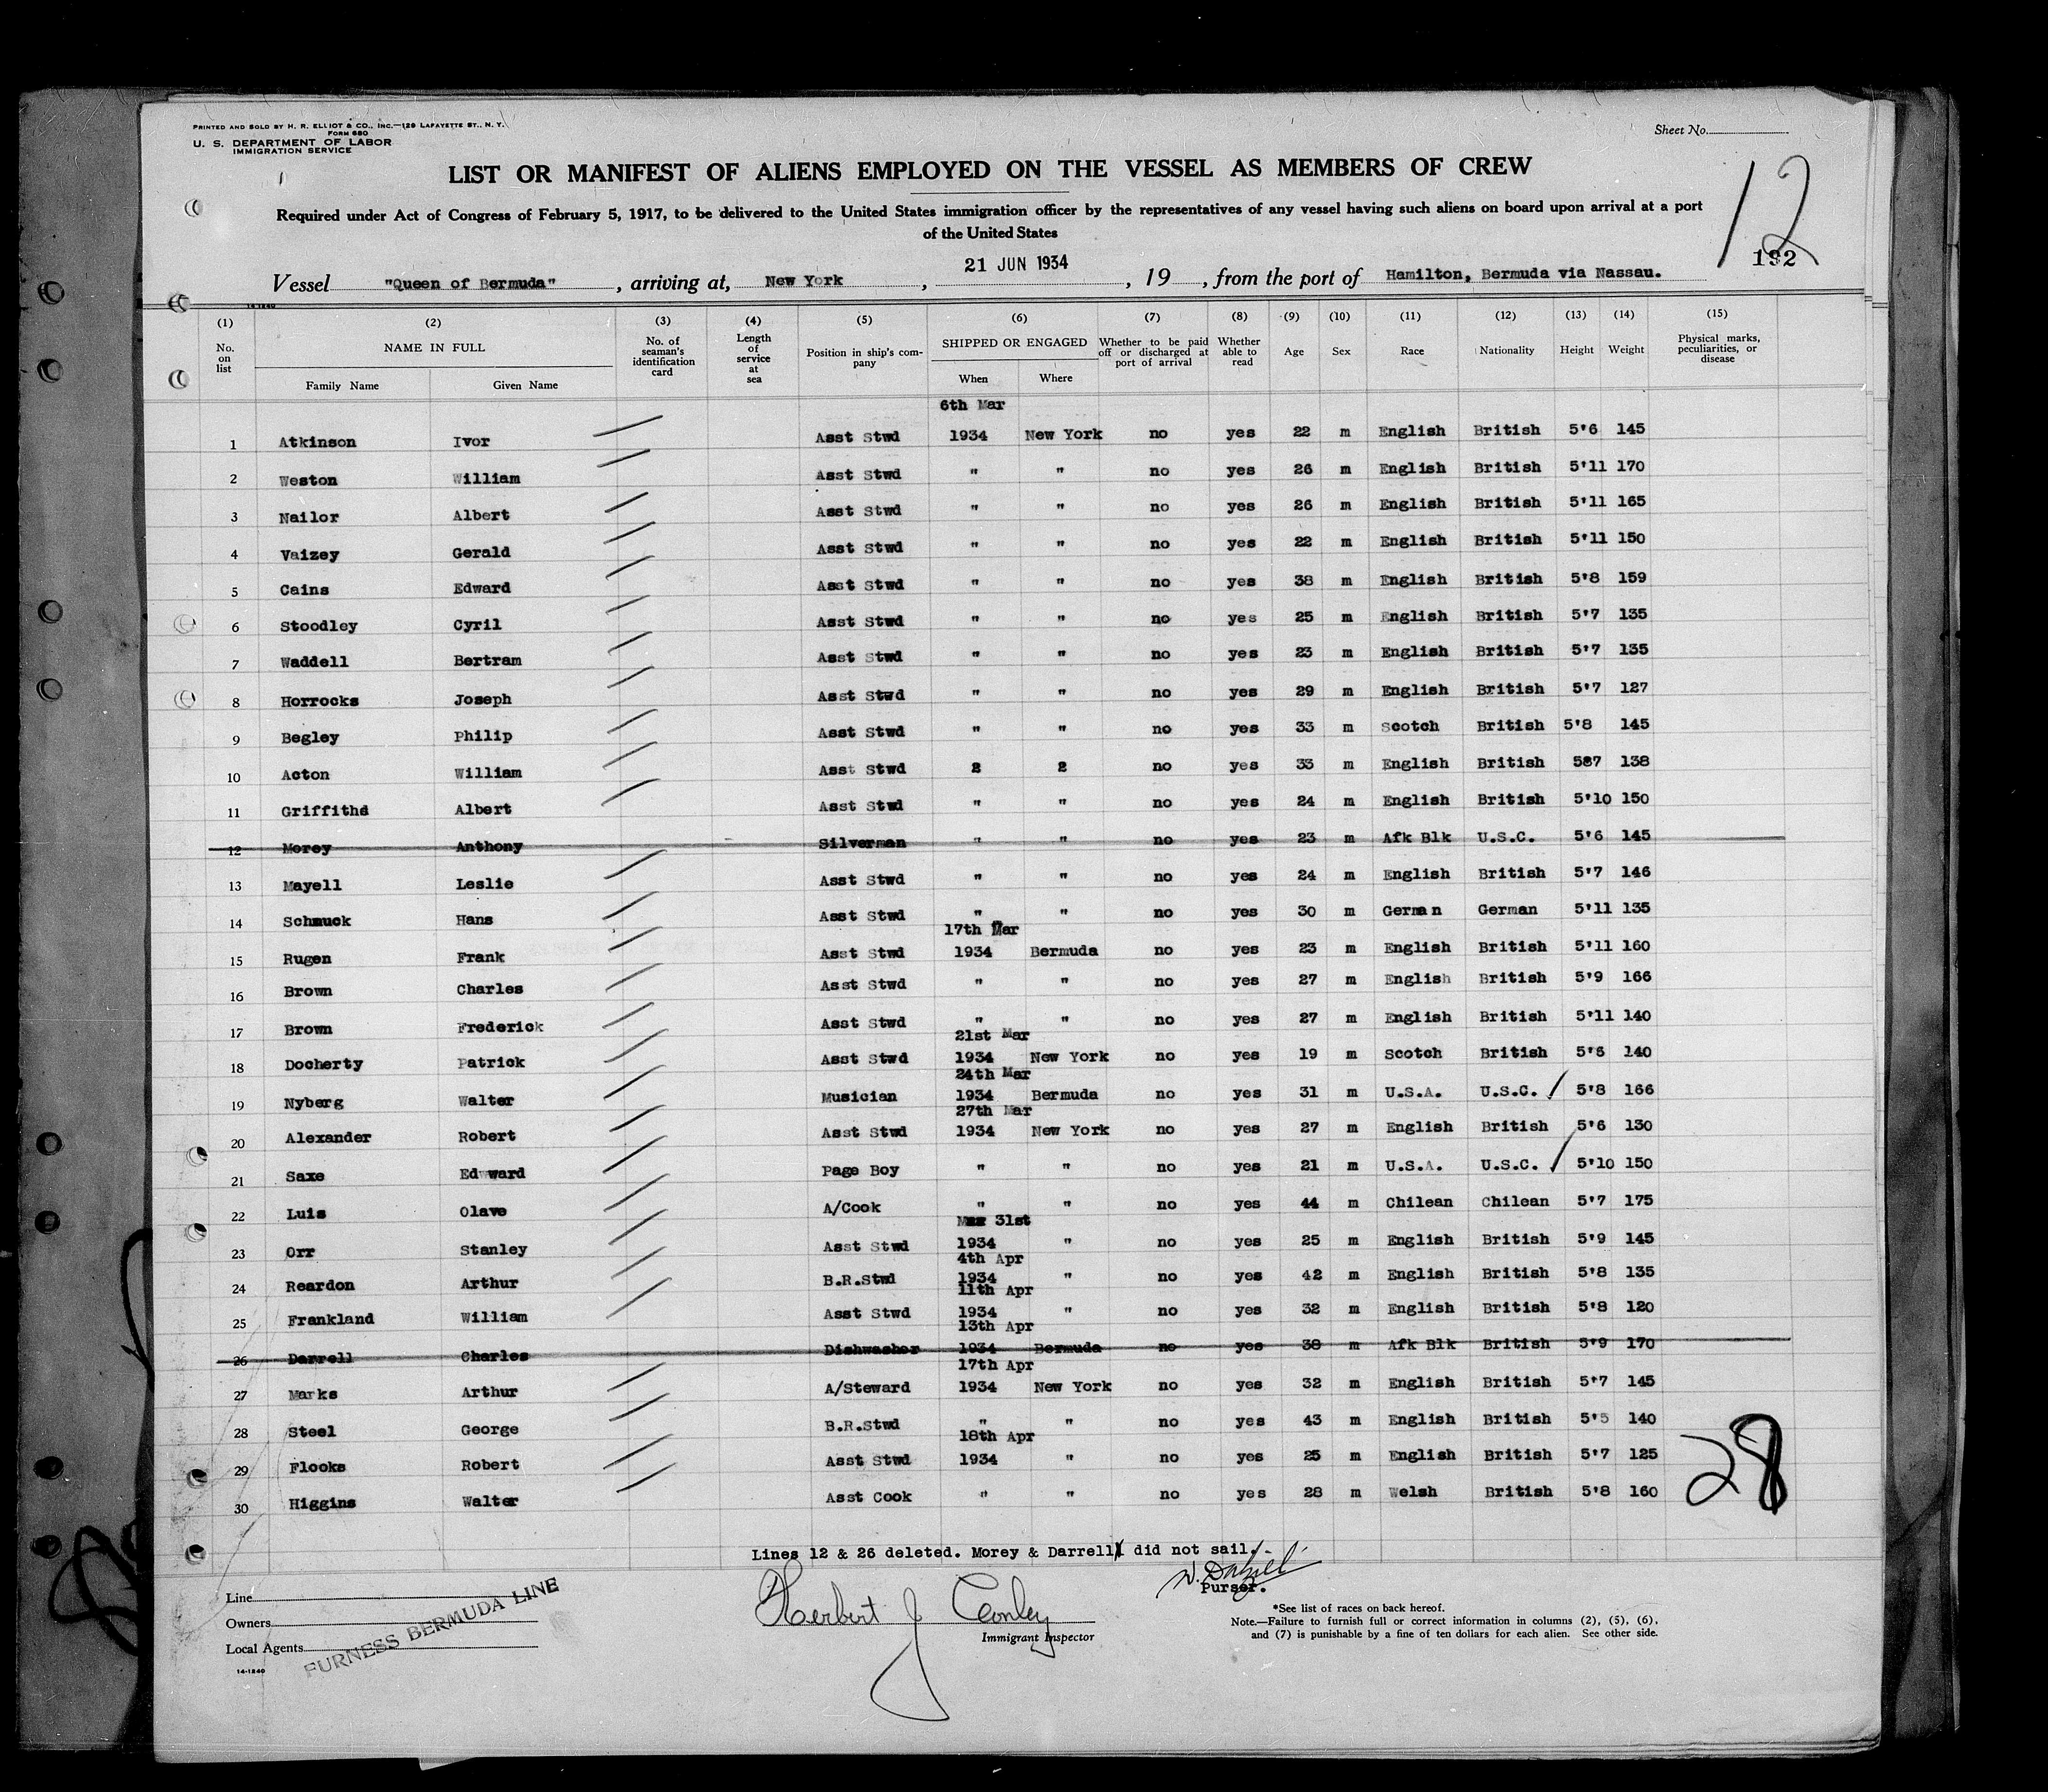 PRINTED AND SOLD BY H. R. ELLIOT & CO., INC.—129 LAFAYETTE ST., N. Y.
FORM 680
U. S. DEPARTMENT OF LABOR
IMMIGRATION SERVICE
Sheet No.
1
LIST OR MANIFEST OF ALIENS EMPLOYED ON THE VESSEL AS MEMBERS OF CREW
12
Required under Act of Congress of February 5, 1917, to be delivered to the United States immigration officer by the representatives of any vessel having such aliens on board upon arrival at a port
of the United States
192
21 JUN 1934
Vessel "Queen of Bermuda", arriving at, New York, , 19 , from the port of Hamilton, Bermuda via Nassau.
14-1240
(1) (2) (3) (4) (5) (6) (7) (8) (9) (10) (11) (12) (13) (14) (15)
No. on list NAME IN FULL Family Name Given Name No. of seaman's identification card Length of service at sea Position in ship's company SHIPPED OR ENGAGED When Where Whether to be paid off or discharged at port of arrival Whether able to read Age Sex Race Nationality Height Weight Physical marks, peculiarities, or disease
6th Mar
1 Atkinson Ivor Asst Stwd 1934 New York no yes 22 m English British 5'6 145
2 Weston William Asst Stwd " " no yes 26 m English British 5'11 170
3 Nailor Albert Asst Stwd " " no yes 26 m English British 5'11 165
4 Vaizey Gerald Asst Stwd " " no yes 22 m English British 5'11 150
5 Cains Edward Asst Stwd " " no yes 38 m English British 5'8 159
6 Stoodley Cyril Asst Stwd " " no yes 25 m English British 5'7 135
7 Waddell Bertram Asst Stwd " " no yes 23 m English British 5'7 135
8 Horrocks Joseph Asst Stwd " " no yes 29 m English British 5'7 127
9 Begley Philip Asst Stwd " " no yes 33 m Scotch British 5'8 145
10 Acton William Asst Stwd 2 2 no yes 33 m English British 587 138
11 Griffithd Albert Asst Stwd " " no yes 24 m English British 5'10 150
12 Morey Anthony Silverman " " no yes 23 m Afk Blk U.S.C. 5'6 145
13 Mayell Leslie Asst Stwd " " no yes 24 m English British 5'7 146
14 Schmuck Hans Asst Stwd " " no yes 30 m German German 5'11 135
17th Mar
15 Rugen Frank Asst Stwd 1934 Bermuda no yes 23 m English British 5'11 160
16 Brown Charles Asst Stwd " " no yes 27 m English British 5'9 166
17 Brown Frederick Asst Stwd " " no yes 27 m English British 5'11 140
21st Mar
18 Docherty Patrick Asst Stwd 1934 New York no yes 19 m Scotch British 5'6 140
24th Mar
19 Nyberg Walter Musician 1934 Bermuda no yes 31 m U.S.A. U.S.C. 5'8 166
27th Mar
20 Alexander Robert Asst Stwd 1934 New York no yes 27 m English British 5'6 130
21 Saxe Edward Page Boy " " no yes 21 m U.S.A. U.S.C. 5'10 150
22 Luis Olave A/Cook " " no yes 44 m Chilean Chilean 5'7 175
Mar 31st
23 Orr Stanley Asst Stwd 1934 " no yes 25 m English British 5'9 145
4th Apr
24 Reardon Arthur B.R.Stwd 1934 " no yes 42 m English British 5'8 135
11th Apr
25 Frankland William Asst Stwd 1934 " no yes 32 m English British 5'8 120
13th Apr
26 Darrell Charles Dishwasher 1934 Bermuda no yes 38 m Afk Blk British 5'9 170
17th Apr
27 Marks Arthur A/Steward 1934 New York no yes 32 m English British 5'7 145
28 Steel George B.R.Stwd " " no yes 43 m English British 5'5 140
18th Apr
29 Flooks Robert Asst Stwd 1934 " no yes 25 m English British 5'7 125
30 Higgins Walter Asst Cook " " no yes 28 m Welsh British 5'8 160
28
Lines 12 & 26 deleted. Morey & Darrell did not sail.
Purser.
Line
Owners
Local Agents
FURNESS BERMUDA LINE
14-1240
Herbert J Conley
Immigrant Inspector
*See list of races on back hereof.
Note.—Failure to furnish full or correct information in columns (2), (5), (6),
and (7) is punishable by a fine of ten dollars for each alien. See other side.